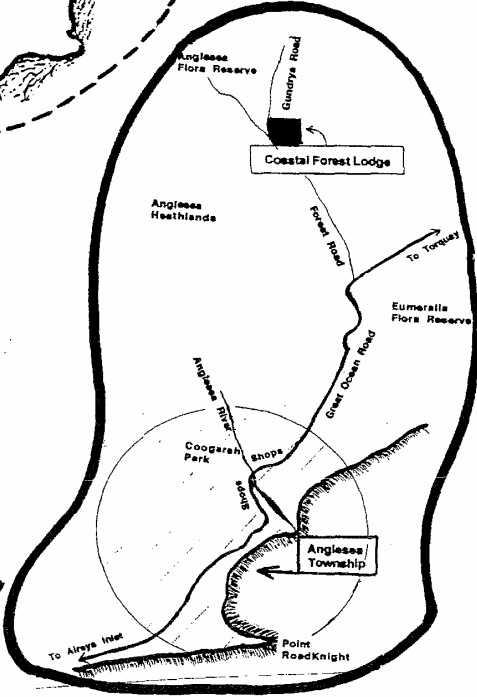 Anglesea
Flora Reserve
Gundrys Road
Coastal Forest Lodge
Anglesea
Heathlands
Forest Road
To Torquay
Eumeralla
Flora Reserve
Great Ocean Road
Anglesea River
Coogarah
Park
Shops
Shops
Anglesea
Township
To Aireys Inlet
Point
RoadKnight